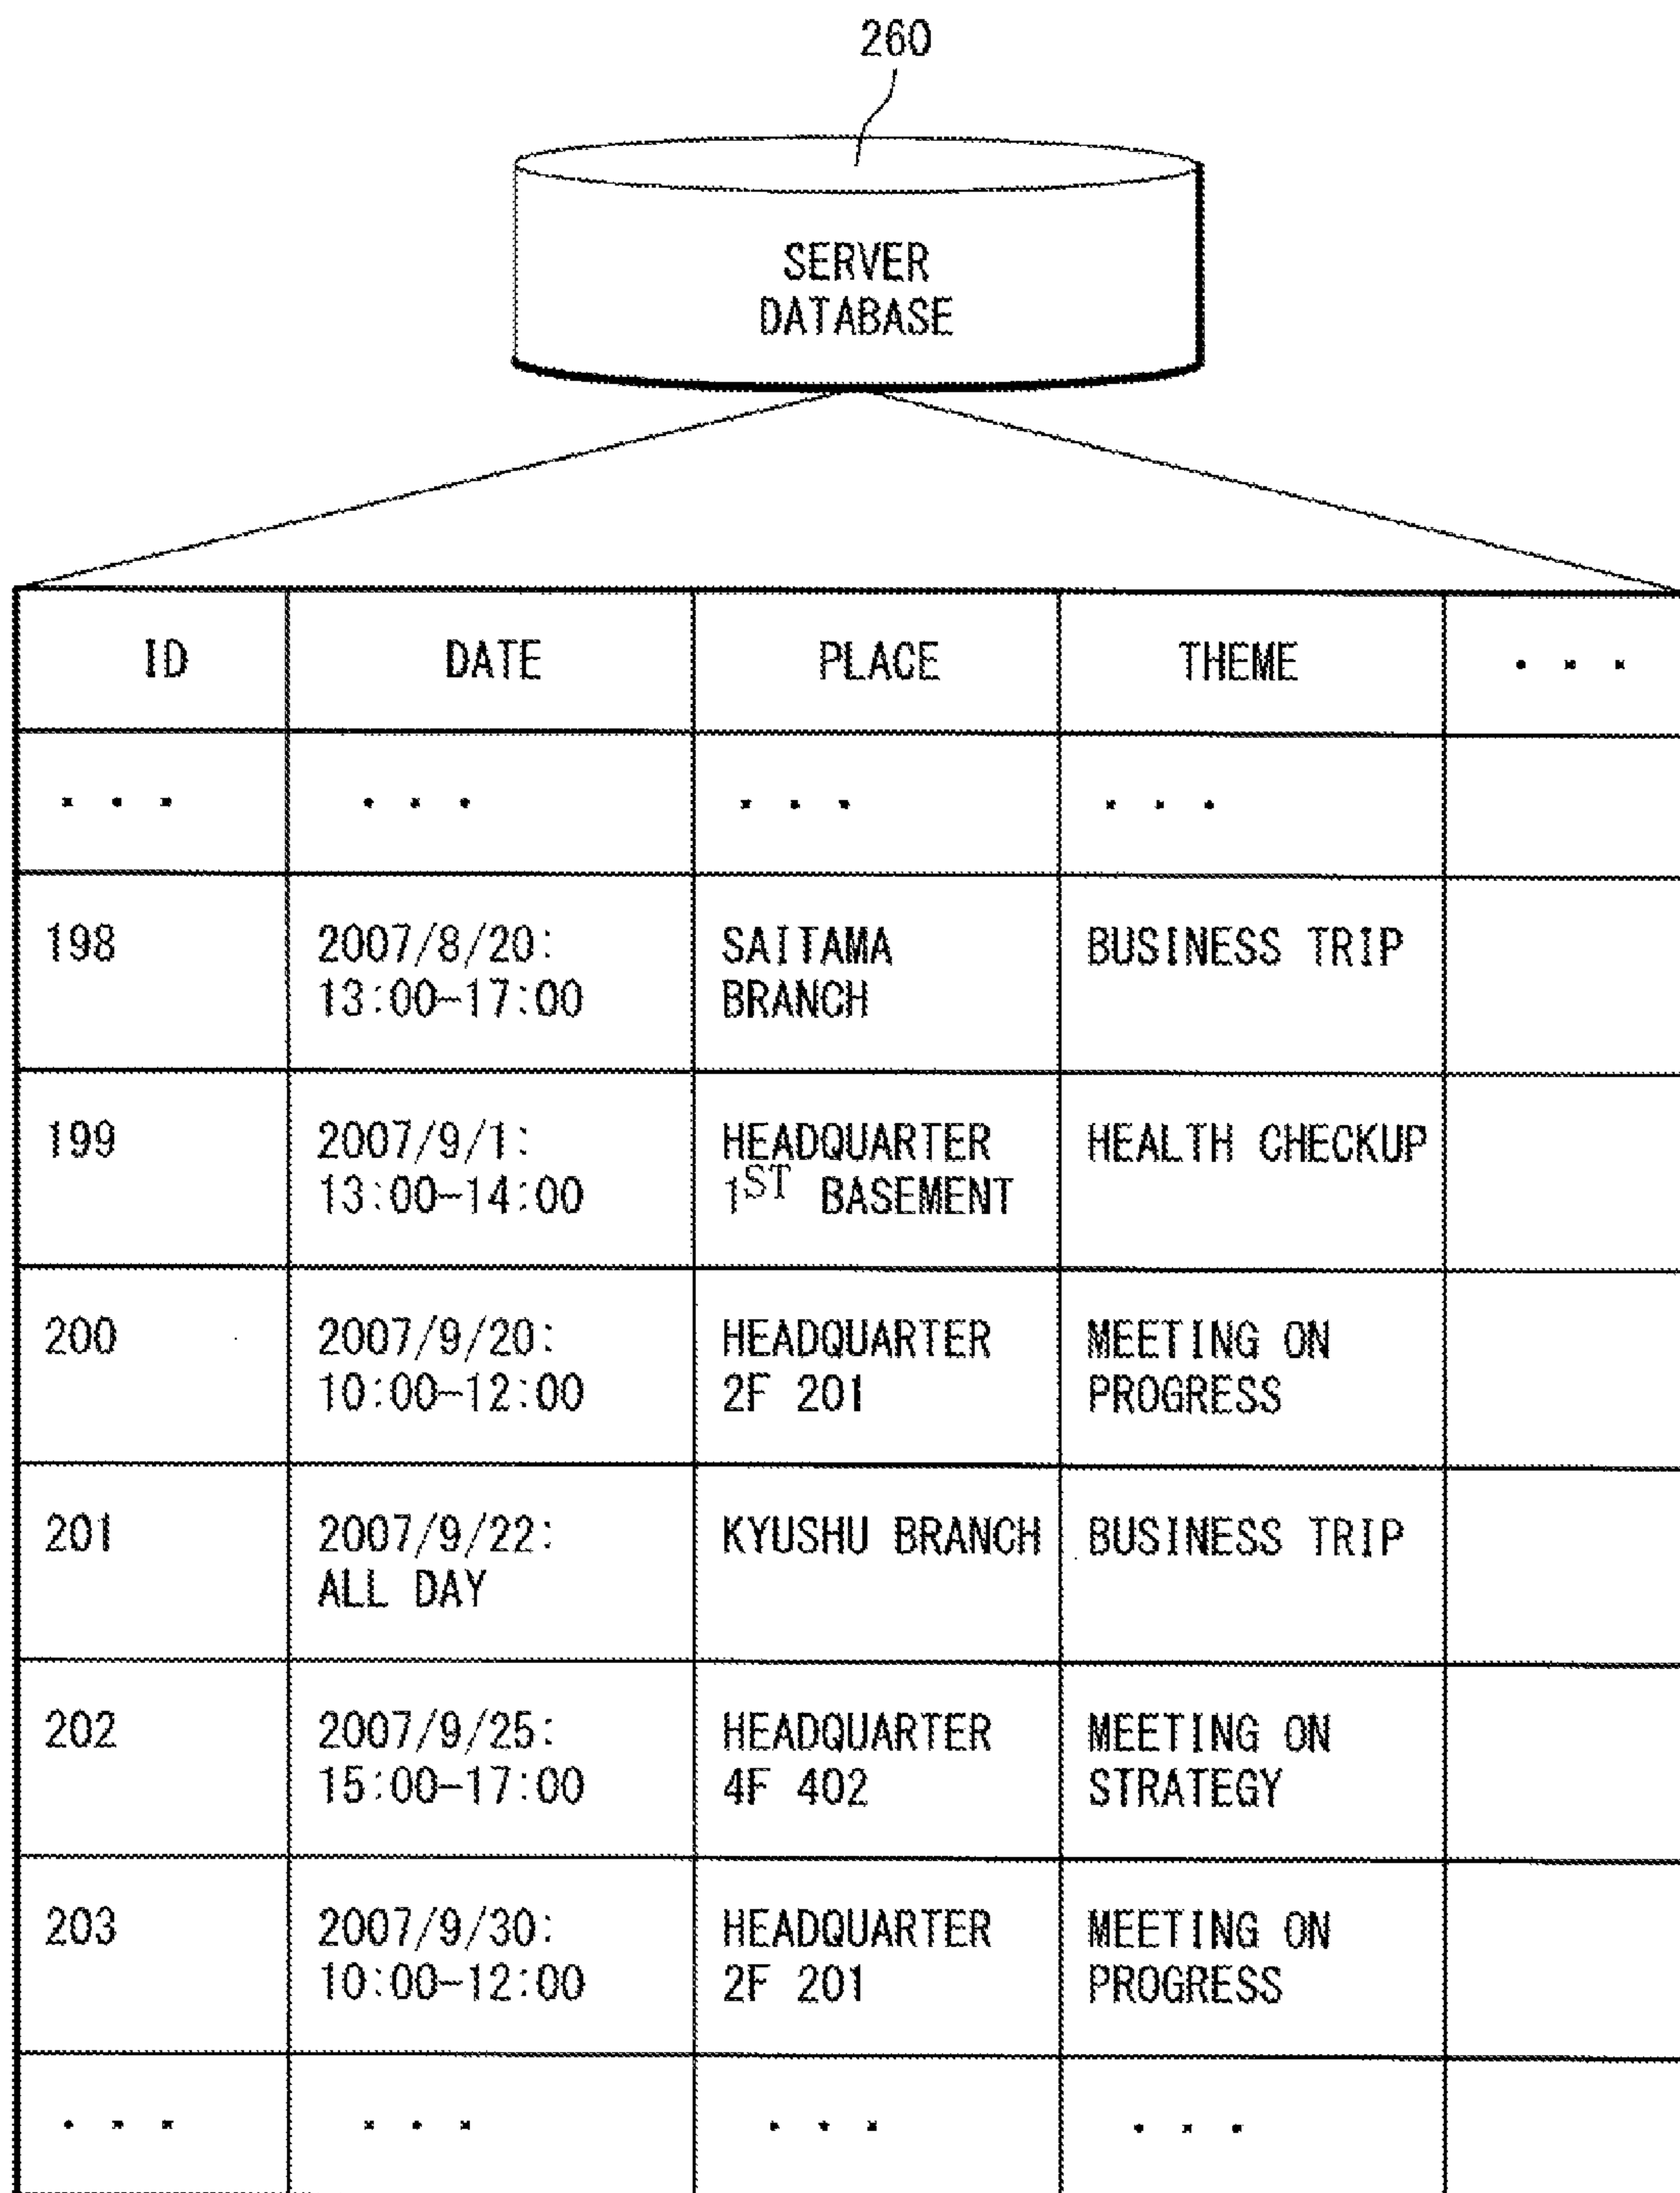 260
SERVER
DATABASE
ID DATE PLACE THEME ・・・
・・・ ・・・ ・・・ ・・・
198 2007/8/20: SAITAMA BUSINESS TRIP
13:00-17:00 BRANCH
199 2007/9/1: HEADQUARTER HEALTH CHECKUP
13:00-14:00 1ST BASEMENT
200 2007/9/20: HEADQUARTER MEETING ON
10:00-12:00 2F 201 PROGRESS
201 2007/9/22: KYUSHU BRANCH BUSINESS TRIP
ALL DAY
202 2007/9/25: HEADQUARTER MEETING ON
15:00-17:00 4F 402 STRATEGY
203 2007/9/30: HEADQUARTER MEETING ON
10:00-12:00 2F 201 PROGRESS
・・・ ・・・ ・・・ ・・・